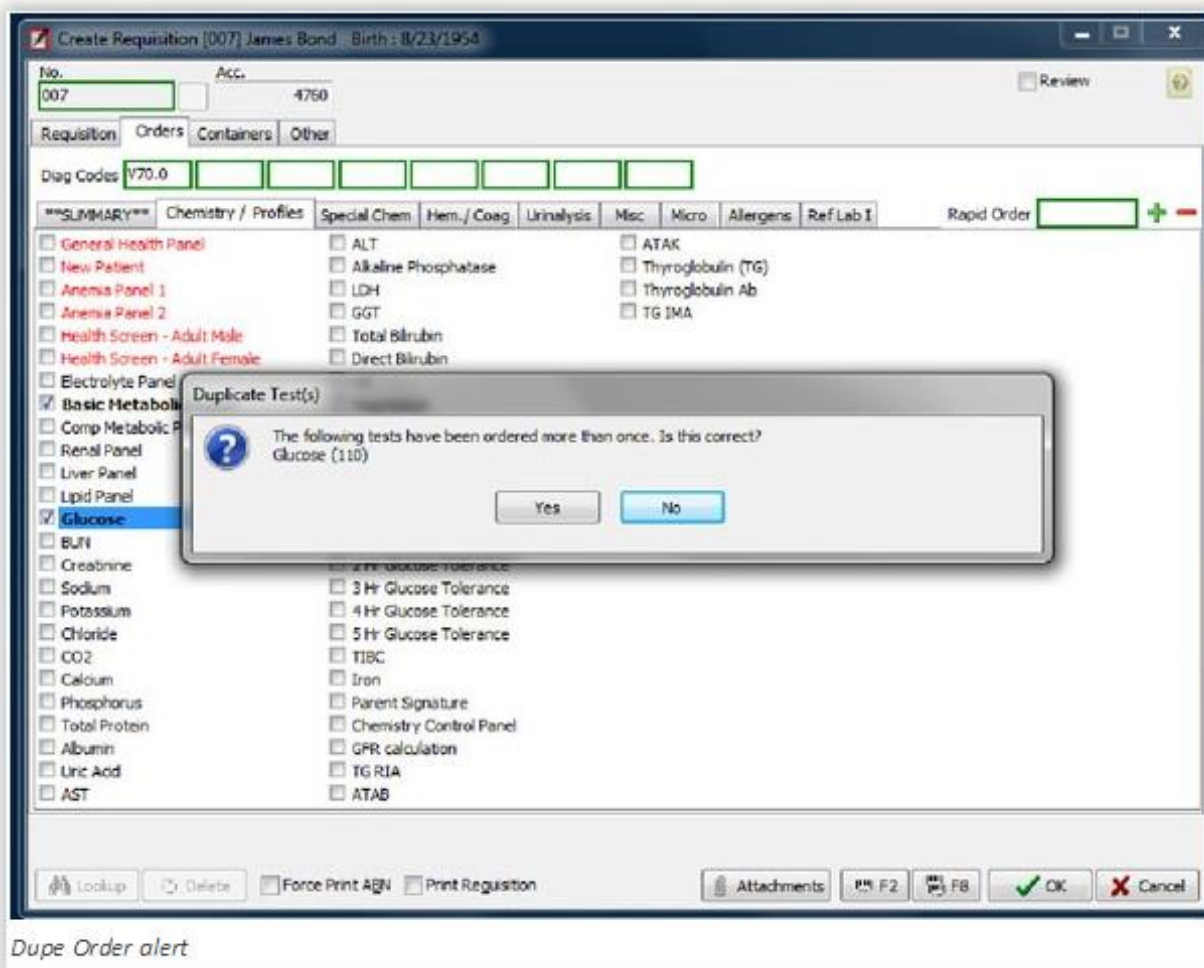 Create Requisition [007] James Bond Birth : 8/23/1954
No. Acc.
007 4760 Review
Requisition Orders Containers Other
Diag Codes V70.0
**SUMMARY** Chemistry / Profiles Special Chem Hem./ Coag Urinalysis Misc Micro Allergens Ref Lab I Rapid Order
General Health Panel
New Patient
Anemia Panel 1
Anemia Panel 2
Health Screen - Adult Male
Health Screen - Adult Female
Electrolyte Panel
Basic
Comp Metabolic
Renal Panel
Liver Panel
Lipid Panel
Glucose
BUN
Creatinine
Sodium
Potassium
Chloride
CO2
Calcium
Phosphorus
Total Protein
Albumin
Uric Acid
AST
ALT
Alkaline Phosphatase
LDH
GGT
Total Bilirubin
Direct Bilirubin
2 Hr Glucose Tolerance
3 Hr Glucose Tolerance
4 Hr Glucose Tolerance
5 Hr Glucose Tolerance
TIBC
Iron
Parent Signature
Chemistry Control Panel
GFR calculation
TG RIA
ATAB
ATAK
Thyroglobulin (TG)
Thyroglobulin Ab
TG IMA
Duplicate Test(s)
The following tests have been ordered more than once. Is this correct?
Glucose (110)
Yes No
Lookup Delete Force Print ABN Print Requisition Attachments F2 F8 OK Cancel
Dupe Order alert